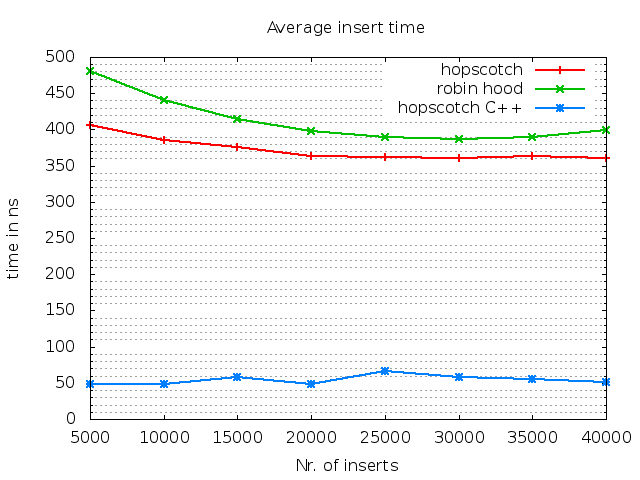 Average insert time
hopscotch
robin hood
hopscotch C++
time in ns
500
450
400
350
300
250
200
150
100
50
0
5000 10000 15000 20000 25000 30000 35000 40000
Nr. of inserts